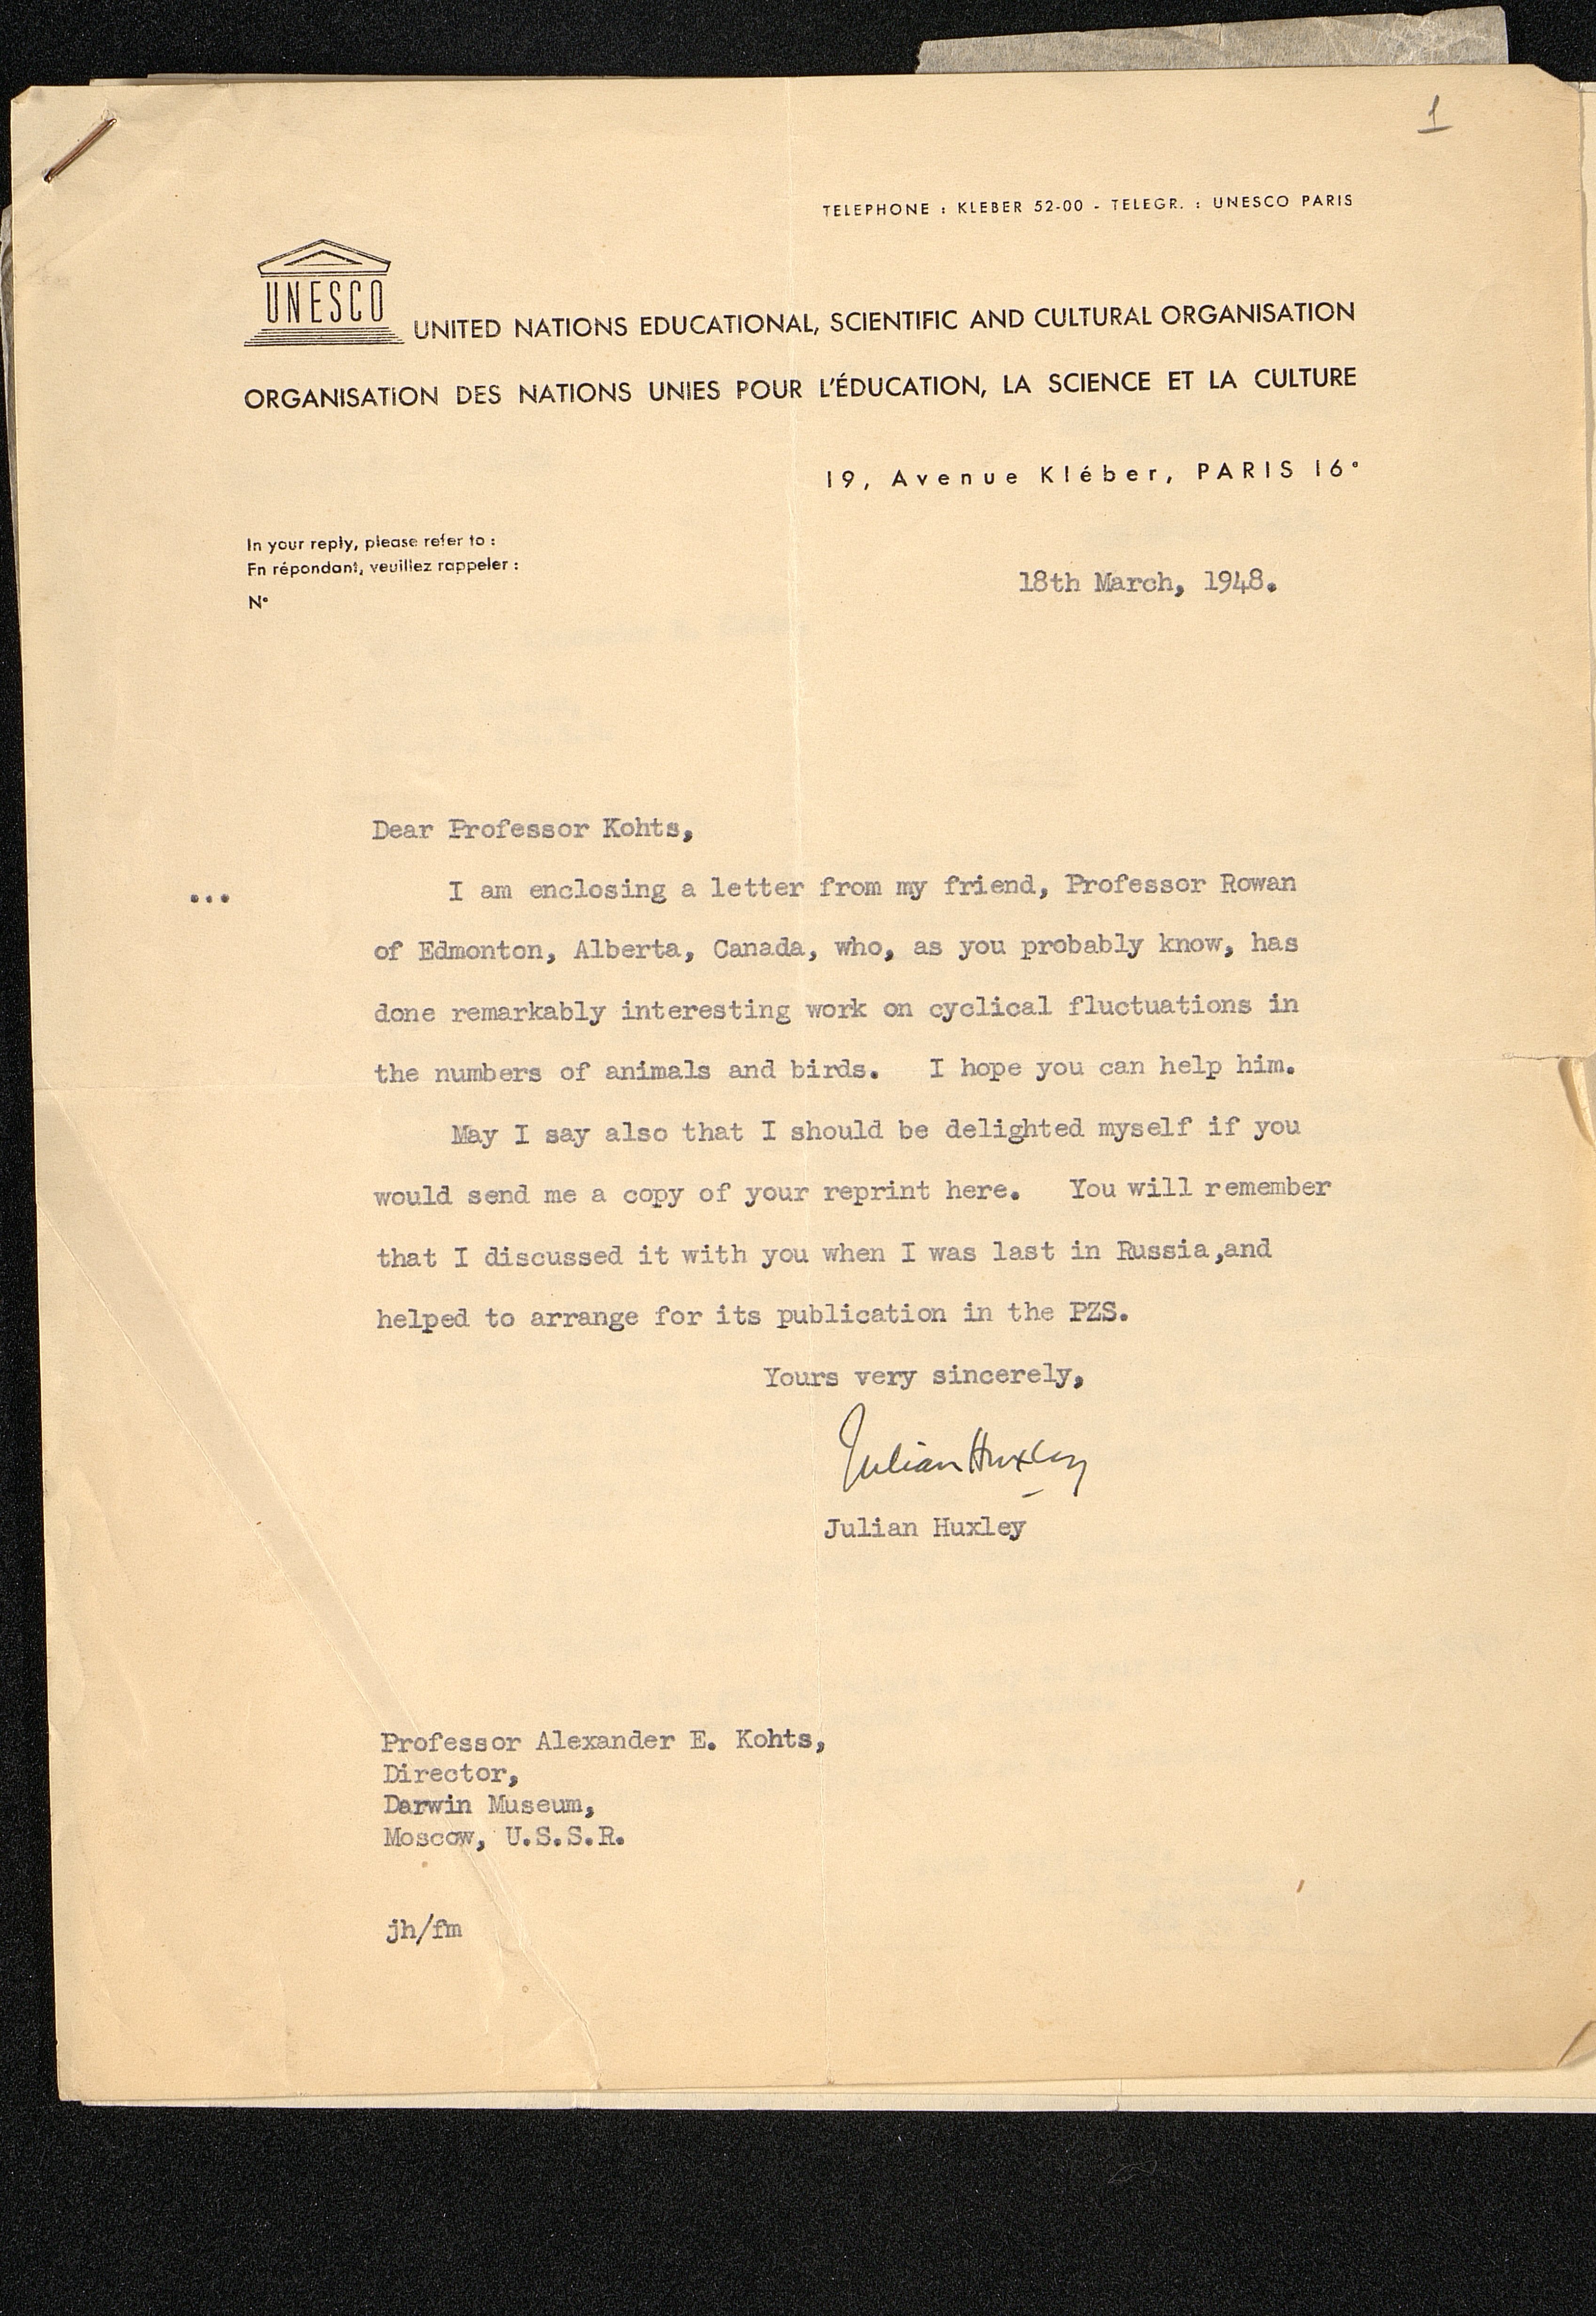 1
TELEPHONE : KLEBER 52-00 - TELEGR. : UNESCO PARIS
UNESCO
UNITED NATIONS EDUCATIONAL, SCIENTIFIC AND CULTURAL ORGANISATION
ORGANISATION DES NATIONS UNIES POUR L'ÉDUCATION, LA SCIENCE ET LA CULTURE
19, Avenue Kléber, PARIS 16ᵉ
In your reply, please refer to :
En répondant, veuillez rappeler :
N°
18th March, 1948.
Dear Professor Kohts,
... I am enclosing a letter from my friend, Professor Rowan
of Edmonton, Alberta, Canada, who, as you probably know, has
done remarkably interesting work on cyclical fluctuations in
the numbers of animals and birds. I hope you can help him.
May I say also that I should be delighted myself if you
would send me a copy of your reprint here. You will remember
that I discussed it with you when I was last in Russia,and
helped to arrange for its publication in the PZS.
Yours very sincerely,
Julian Huxley
Julian Huxley
Professor Alexander E. Kohts,
Director,
Darwin Museum,
Moscow, U.S.S.R.
jh/fm